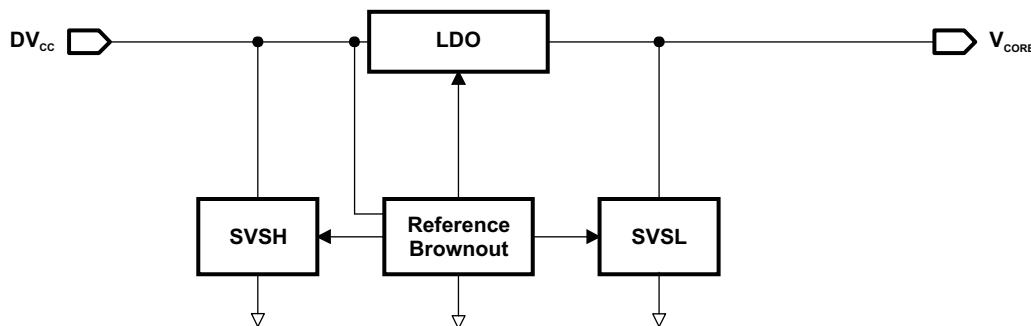 DVCC
LDO
VCORE
SVSH
Reference
Brownout
SVSL